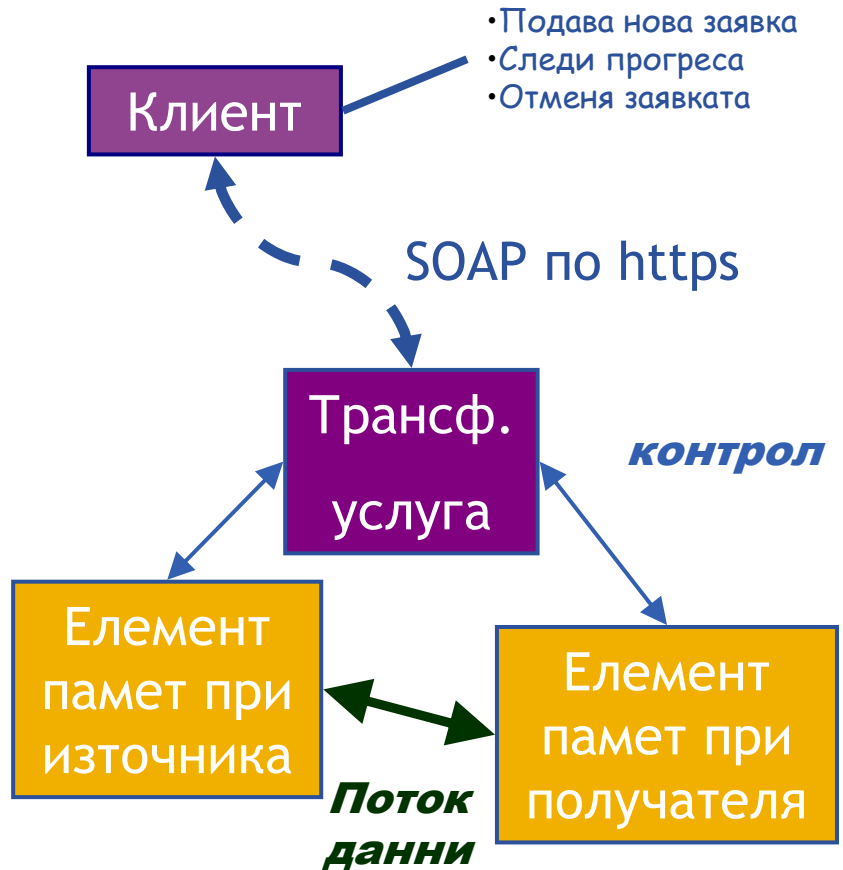 •Подава нова заявка
•Следи прогреса
•Отменя заявката
Клиент
SOAP по https
Трансф.
услуга
контрол
Елемент
памет при
източника
Елемент
памет при
получателя
Поток
данни